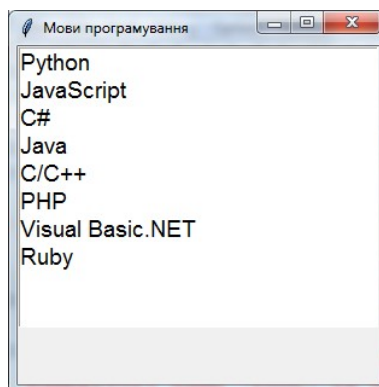 Мови програмування
Python
JavaScript
C#
Java
C/C++
PHP
Visual Basic.NET
Ruby